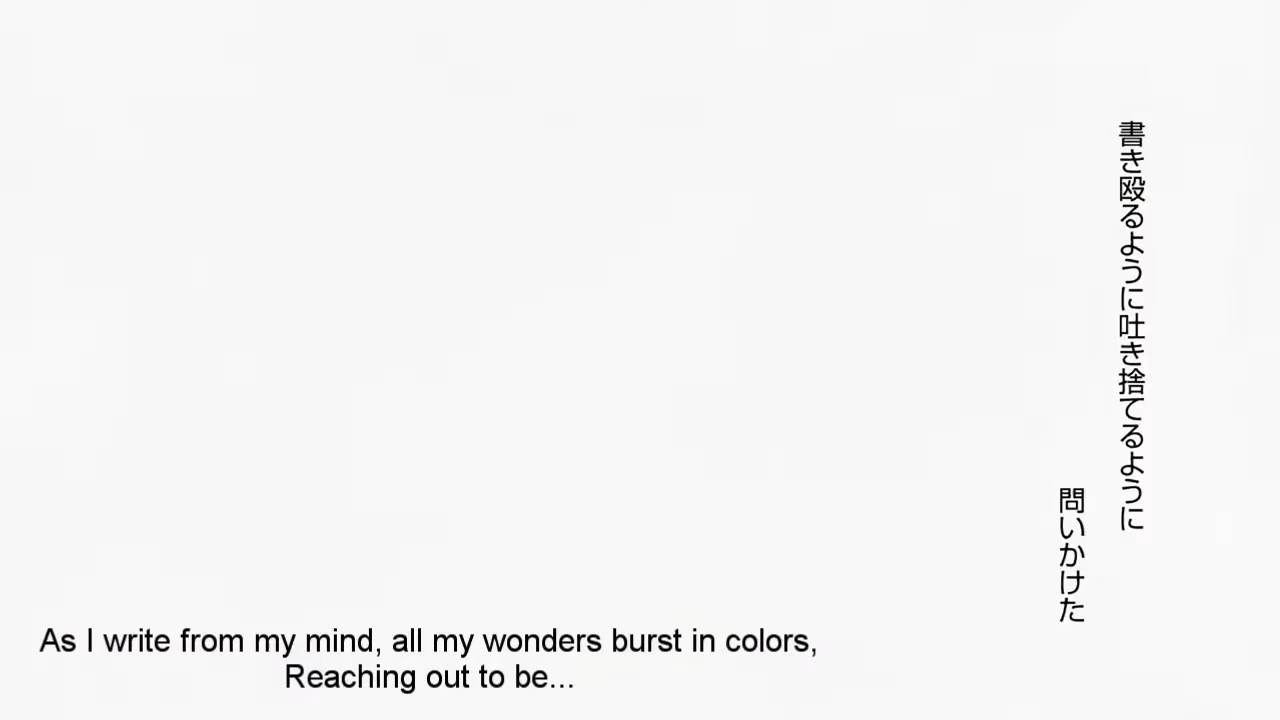 書き殴るように吐き捨てるように
問いかけた
As I write from my mind, all my wonders burst in colors,
Reaching out to be...